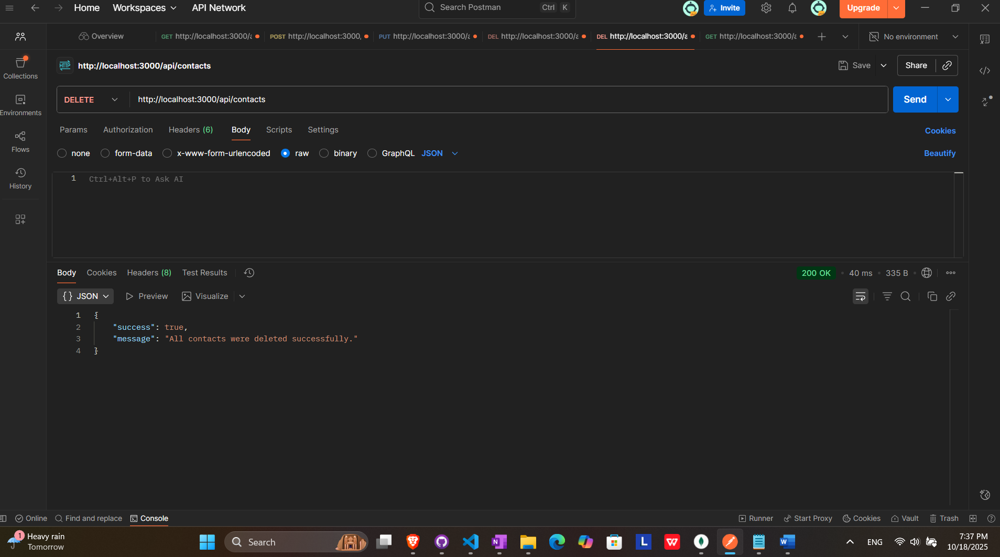 Home Workspaces API Network Search Postman Ctrl K Invite Upgrade
Overview GET http://localhost:3000/a POST http://localhost:3000, PUT http://localhost:3000/a DEL http://localhost:3000/a DEL http://localhost:3000/a GET http://localhost:3000/a No environment
HTTP http://localhost:3000/api/contacts Save Share
Collections
DELETE http://localhost:3000/api/contacts Send
Environments
Params Authorization Headers (6) Body Scripts Settings Cookies
Flows
none form-data x-www-form-urlencoded raw binary GraphQL JSON Beautify
1 Ctrl+Alt+P to Ask AI
History
Body Cookies Headers (8) Test Results 200 OK 40 ms 335 B
{} JSON Preview Visualize
1 {
2 "success": true,
3 "message": "All contacts were deleted successfully."
4 }
Online Find and replace Console Runner Start Proxy Cookies Vault Trash
1 Heavy rain
Tomorrow
Search
N L W W
ENG
7:37 PM
10/18/2025